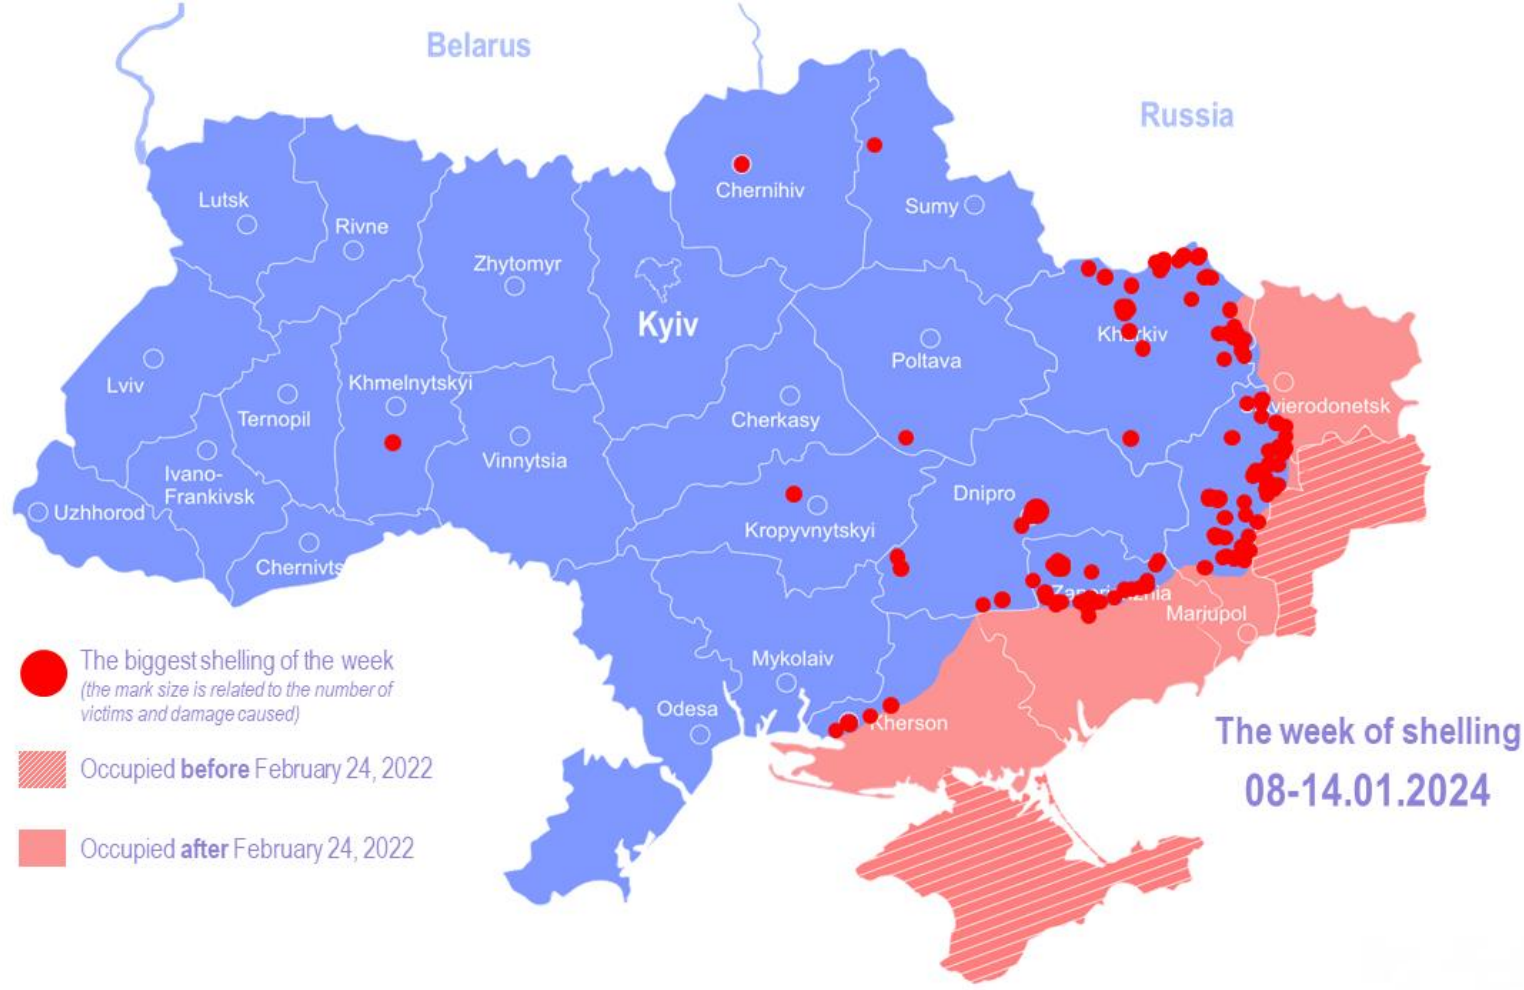 Belarus
Russia
Chernihiv
Lutsk
Sumy
Rivne
Zhytomyr
Kyiv
Kharkiv
Poltava
Lviv
Khmelnytskyi
Ternopil
Cherkasy
vierodonetsk
Vinnytsia
Ivano-
Frankivsk
Uzhhorod
Dnipro
Kropyvnytskyi
Chernivts
Mariupol
Mykolaiv
Odesa
Kherson
The biggest shelling of the week
(the mark size is related to the number of
victims and damage caused)
Occupied before February 24, 2022
Occupied after February 24, 2022
The week of shelling
08-14.01.2024